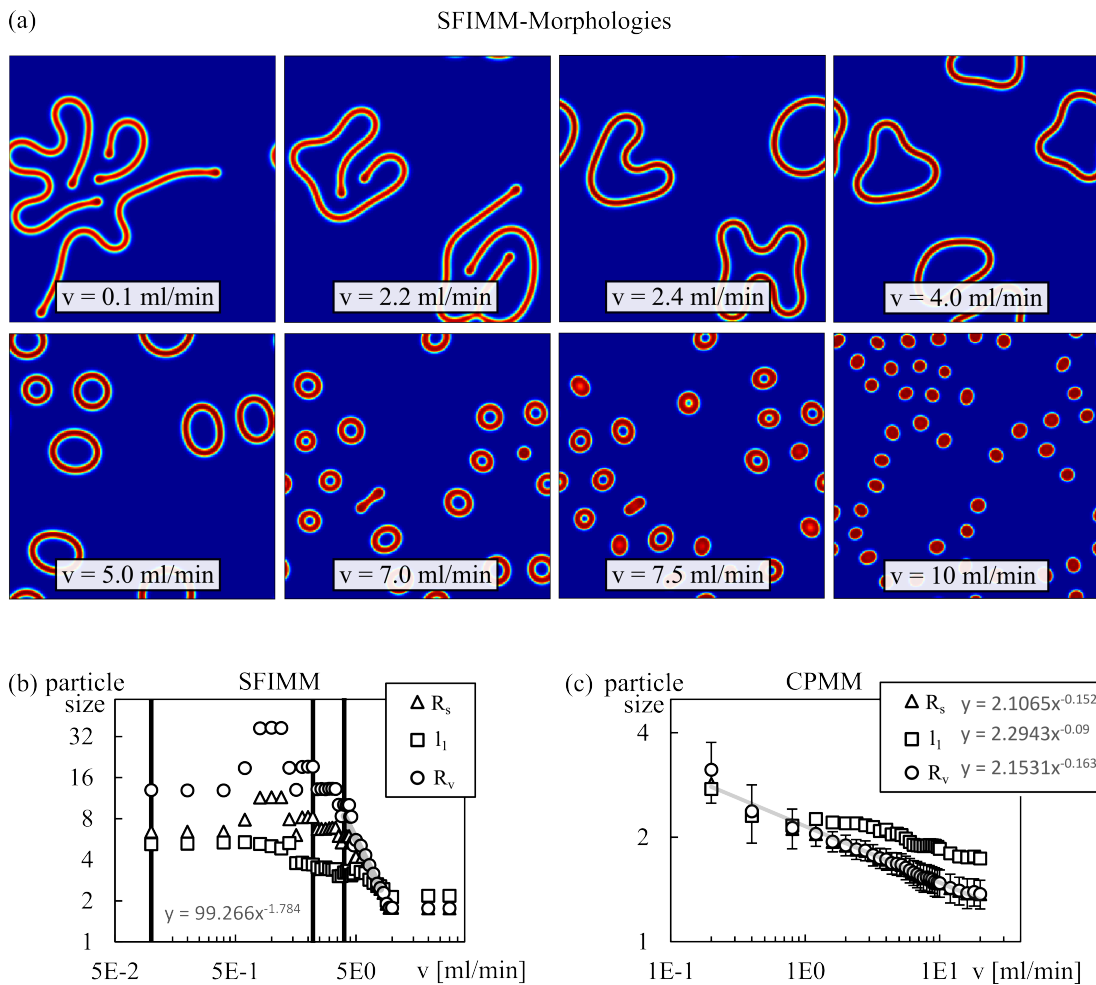 (a) SFIMM-Morphologies
v = 0.1 ml/min
v = 2.2 ml/min
v = 2.4 ml/min
v = 4.0 ml/min
v = 5.0 ml/min
v = 7.0 ml/min
v = 7.5 ml/min
v = 10 ml/min
(b) particle size
SFIMM
32
16
8
4
2
1
R_s
l_1
R_v
y = 99.266x^-1.784
5E-2
5E-1
5E0
v [ml/min]
(c) particle size
CPMM
4
2
1
R_s y = 2.1065x^-0.152
l_1 y = 2.2943x^-0.09
R_v y = 2.1531x^-0.163
1E-1
1E0
1E1
v [ml/min]